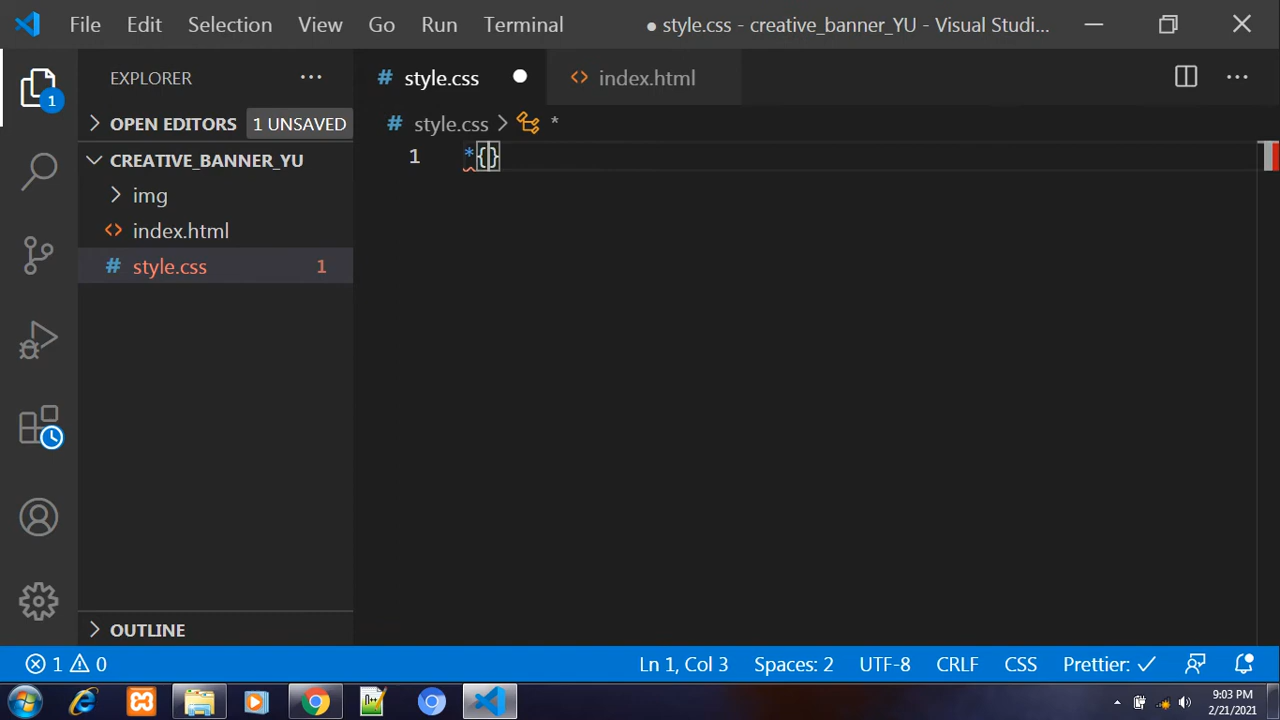 File Edit Selection View Go Run Terminal ● style.css - creative_banner_YU - Visual Studi...
EXPLORER ...
# style.css ●
<> index.html
...
OPEN EDITORS 1 UNSAVED
# style.css > *
CREATIVE_BANNER_YU
1 *{}
img
<> index.html
# style.css 1
1
OUTLINE
1 0 Ln 1, Col 3 Spaces: 2 UTF-8 CRLF CSS Prettier: ✓
9:03 PM
2/21/2021